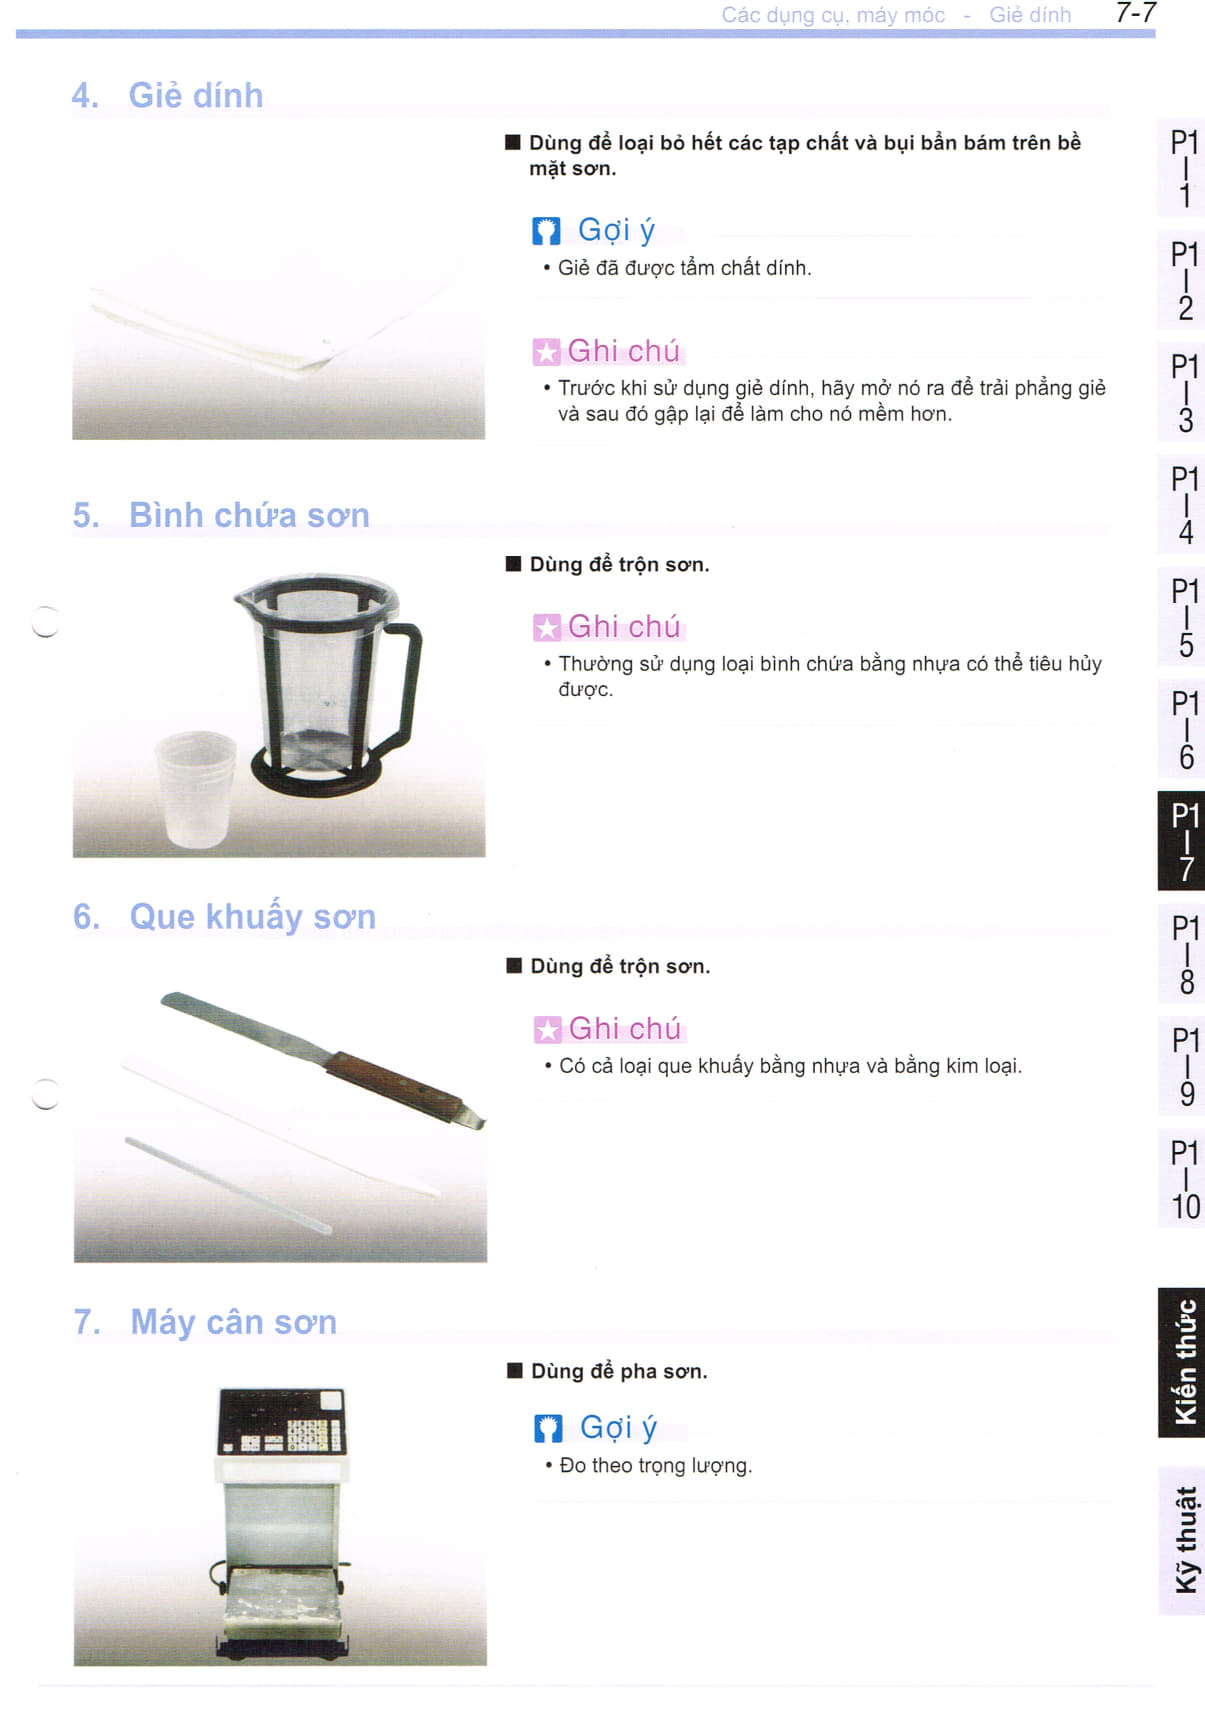 Các dụng cụ, máy móc - Giẻ dính 7-7
4. Giẻ dính
■ Dùng để loại bỏ hết các tạp chất và bụi bẩn bám trên bề
mặt sơn.
Gợi ý
• Giẻ đã được tẩm chất dính.
Ghi chú
• Trước khi sử dụng giẻ dính, hãy mở nó ra để trải phẳng giẻ
và sau đó gập lại để làm cho nó mềm hơn.
5. Bình chứa sơn
■ Dùng để trộn sơn.
Ghi chú
• Thường sử dụng loại bình chứa bằng nhựa có thể tiêu hủy
được.
6. Que khuấy sơn
■ Dùng để trộn sơn.
Ghi chú
• Có cả loại que khuấy bằng nhựa và bằng kim loại.
7. Máy cân sơn
■ Dùng để pha sơn.
Gợi ý
• Đo theo trọng lượng.
P1
1
P1
2
P1
3
P1
4
P1
5
P1
6
P1
7
P1
8
P1
9
P1
10
Kiến thức
Kỹ thuật